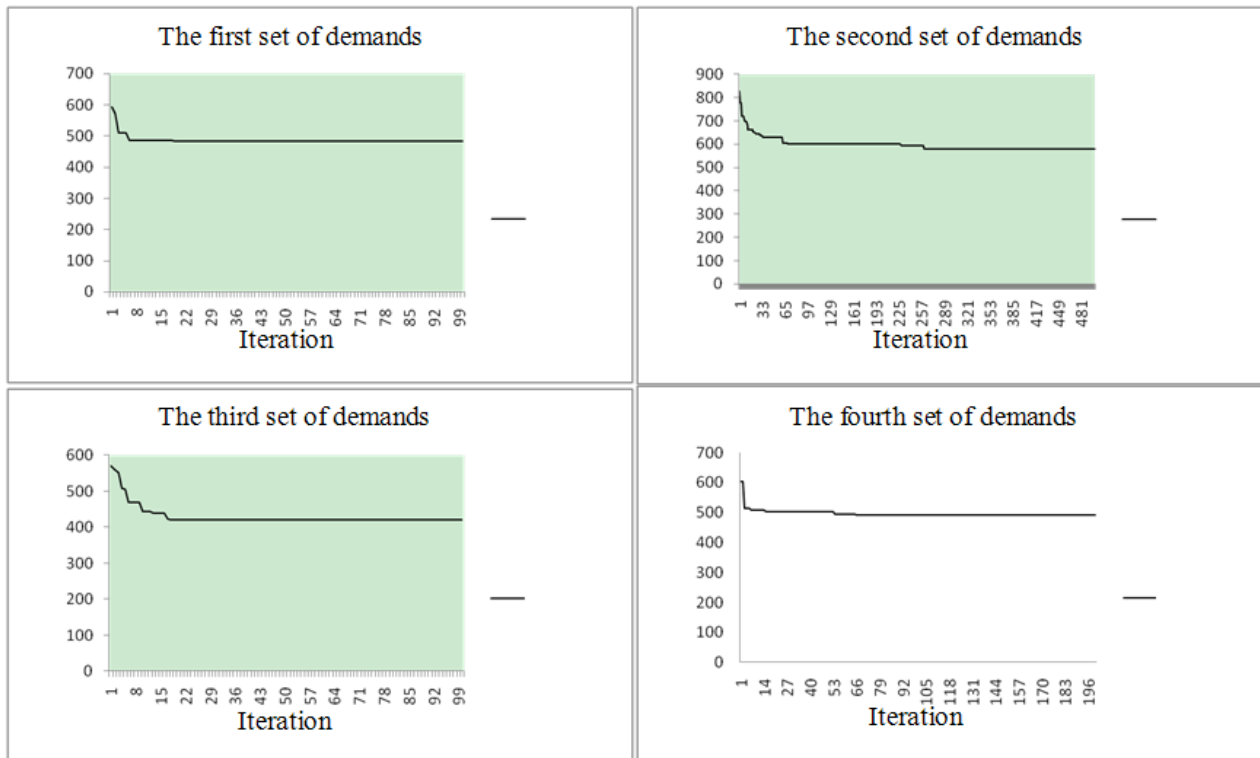 The first set of demands
700
600
500
400
300
200
100
0
1 8 15 22 29 36 43 50 57 64 71 78 85 92 99
Iteration
The second set of demands
900
800
700
600
500
400
300
200
100
0
1 33 65 97 129 161 193 225 257 289 321 353 385 417 449 481
Iteration
The third set of demands
600
500
400
300
200
100
0
1 8 15 22 29 36 43 50 57 64 71 78 85 92 99
Iteration
The fourth set of demands
700
600
500
400
300
200
100
0
1 14 27 40 53 66 79 92 105 118 131 144 157 170 183 196
Iteration